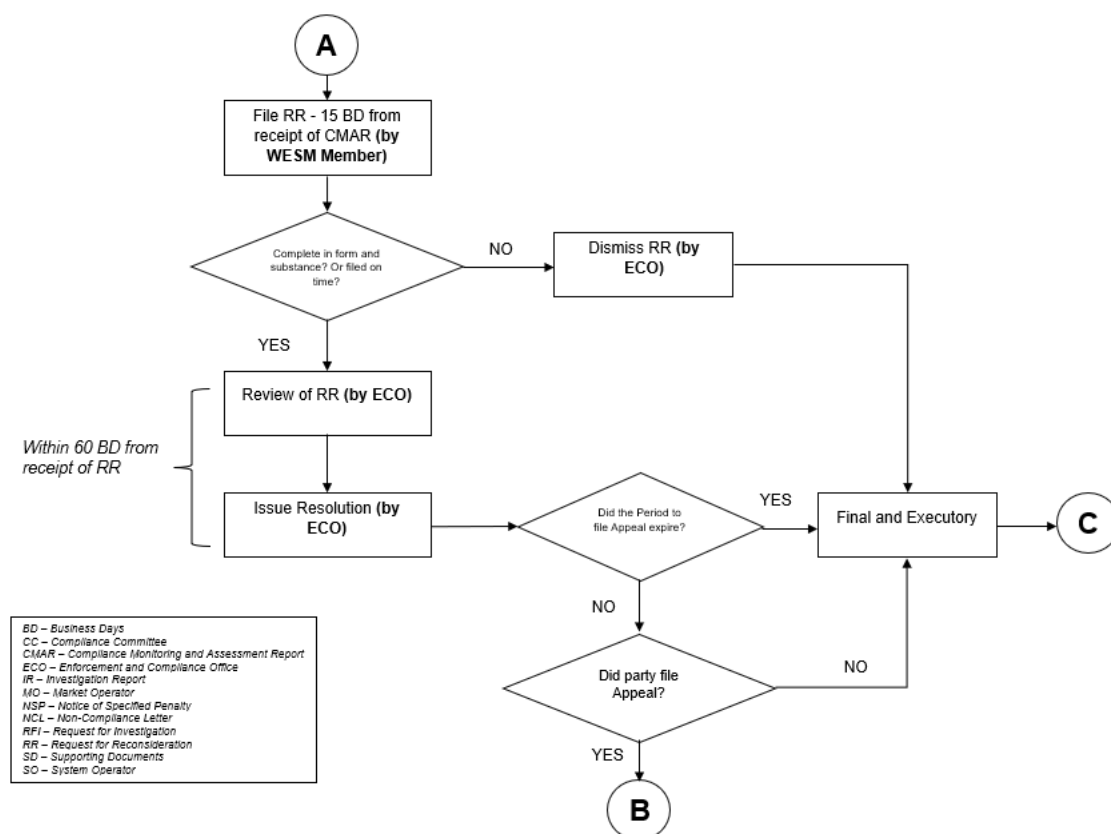 A
File RR - 15 BD from
receipt of CMAR (by
WESM Member)
Complete in form and
substance? Or filed on
time?
NO
Dismiss RR (by
ECO)
YES
Review of RR (by ECO)
Within 60 BD from
receipt of RR
Issue Resolution (by
ECO)
Did the Period to
file Appeal expire?
YES
Final and Executory
C
NO
Did party file
Appeal?
NO
YES
B
BD – Business Days
CC – Compliance Committee
CMAR – Compliance Monitoring and Assessment Report
ECO – Enforcement and Compliance Office
IR – Investigation Report
MO – Market Operator
NSP – Notice of Specified Penalty
NCL – Non-Compliance Letter
RFI – Request for Investigation
RR – Request for Reconsideration
SD – Supporting Documents
SO – System Operator